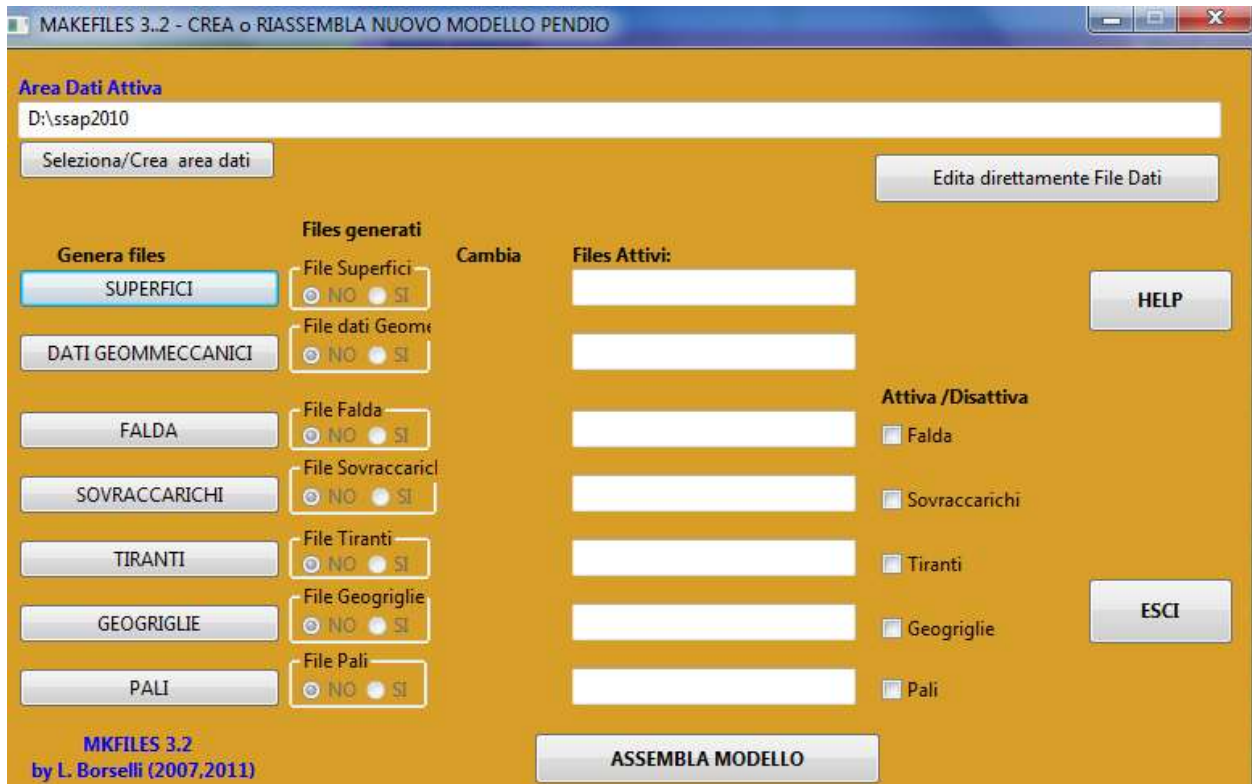 MAKEFILES 3..2 - CREA o RIASSEMBLA NUOVO MODELLO PENDIO
Area Dati Attiva
D:\ssap2010
Seleziona/Crea area dati
Edita direttamente File Dati
Genera files
Files generati
Cambia
Files Attivi:
SUPERFICI
File Superfici
NO SI
HELP
DATI GEOMMECCANICI
File dati Geome
NO SI
Attiva /Disattiva
FALDA
File Falda
NO SI
Falda
SOVRACCARICHI
File Sovraccaricl
NO SI
Sovraccarichi
TIRANTI
File Tiranti
NO SI
Tiranti
GEOGRIGLIE
File Geogriglie
NO SI
Geogriglie
ESCI
PALI
File Pali
NO SI
Pali
MKFILES 3.2
by L. Borselli (2007,2011)
ASSEMBLA MODELLO